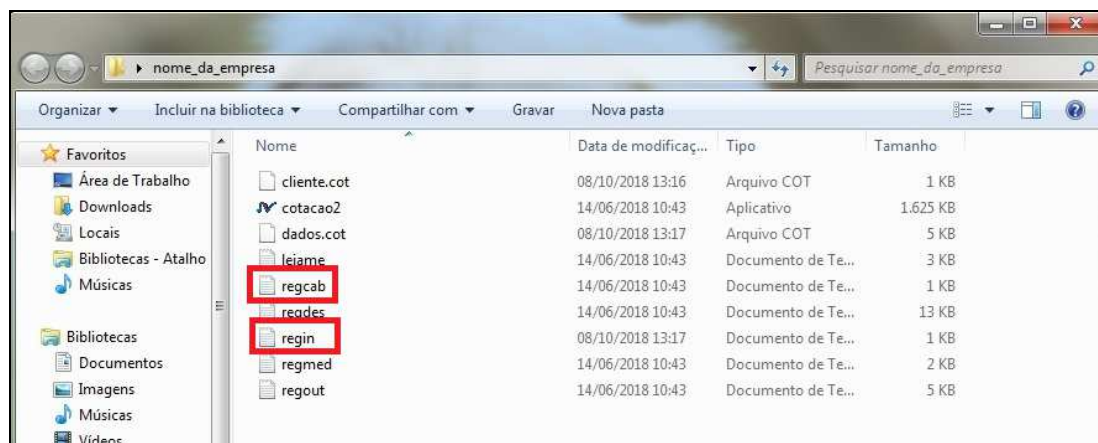 nome_da_empresa
Pesquisar nome_da_empresa
Organizar Incluir na biblioteca Compartilhar com Gravar Nova pasta
Favoritos
Área de Trabalho
Downloads
Locais
Bibliotecas - Atalho
Músicas
Bibliotecas
Documentos
Imagens
Músicas
Vídeos
Nome Data de modificaç... Tipo Tamanho
cliente.cot 08/10/2018 13:16 Arquivo COT 1 KB
cotacao2 14/06/2018 10:43 Aplicativo 1.625 KB
dados.cot 08/10/2018 13:17 Arquivo COT 5 KB
leiame 14/06/2018 10:43 Documento de Te... 3 KB
regcab 14/06/2018 10:43 Documento de Te... 1 KB
regdes 14/06/2018 10:43 Documento de Te... 13 KB
regin 08/10/2018 13:17 Documento de Te... 1 KB
regmed 14/06/2018 10:43 Documento de Te... 2 KB
regout 14/06/2018 10:43 Documento de Te... 5 KB